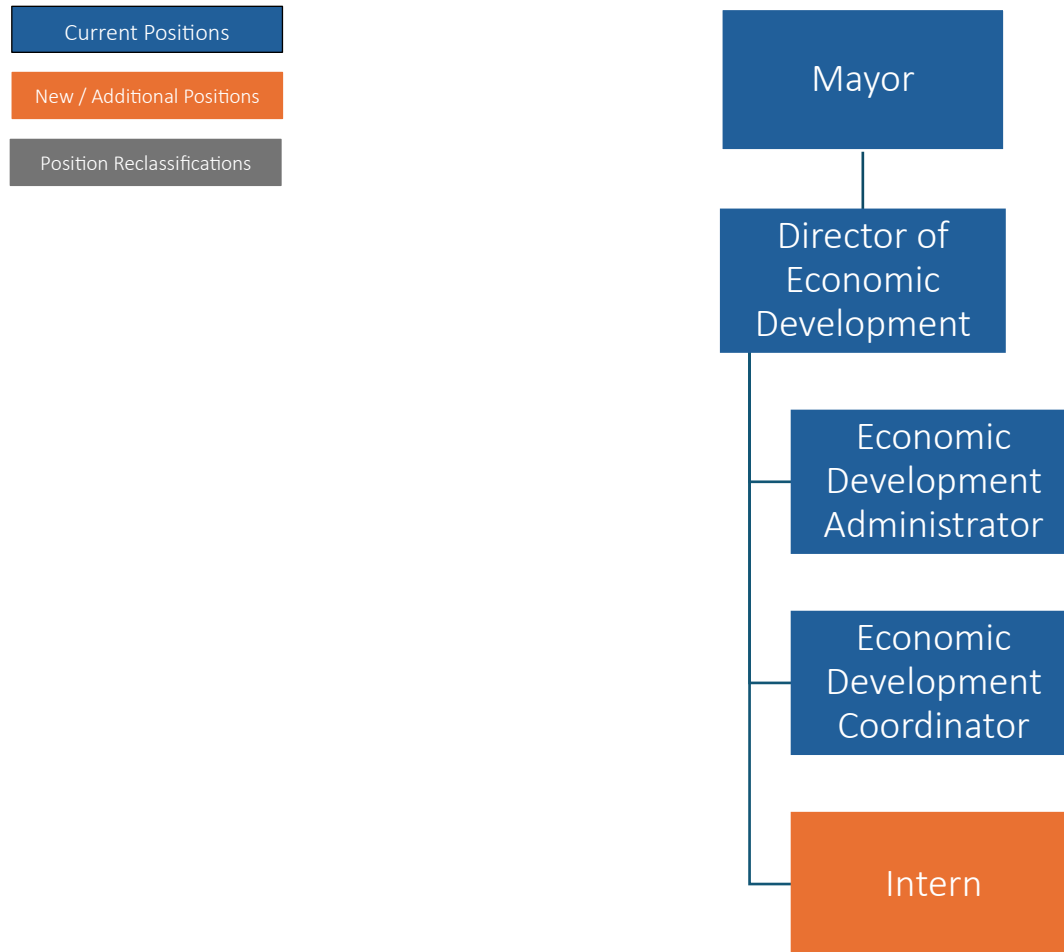 Current Positions
New / Additional Positions
Position Reclassifications
Mayor
Director of
Economic
Development
Economic
Development
Administrator
Economic
Development
Coordinator
Intern